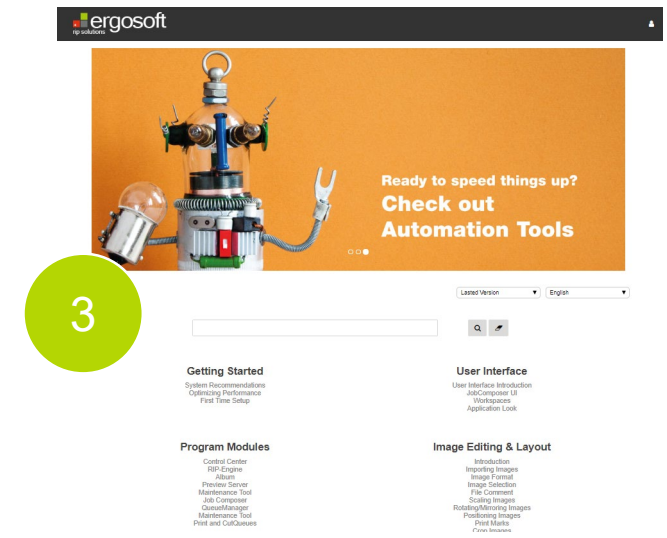 ergosoft
rip solutions
Ready to speed things up?
Check out
Automation Tools
3
Lasted Version
English
Getting Started
System Recommendations
Optimizing Performance
First Time Setup
User Interface
User Interface Introduction
JobComposer UI
Workspaces
Application Look
Program Modules
Control Center
RIP-Engine
Album
Preview Server
Maintenance Tool
Job Composer
QueueManager
Maintenance Tool
Print and CutQueues
Image Editing & Layout
Introduction
Importing Images
Image Format
Image Selection
File Comment
Scaling Images
Rotating/Mirroring Images
Positioning Images
Print Marks
Crop Images